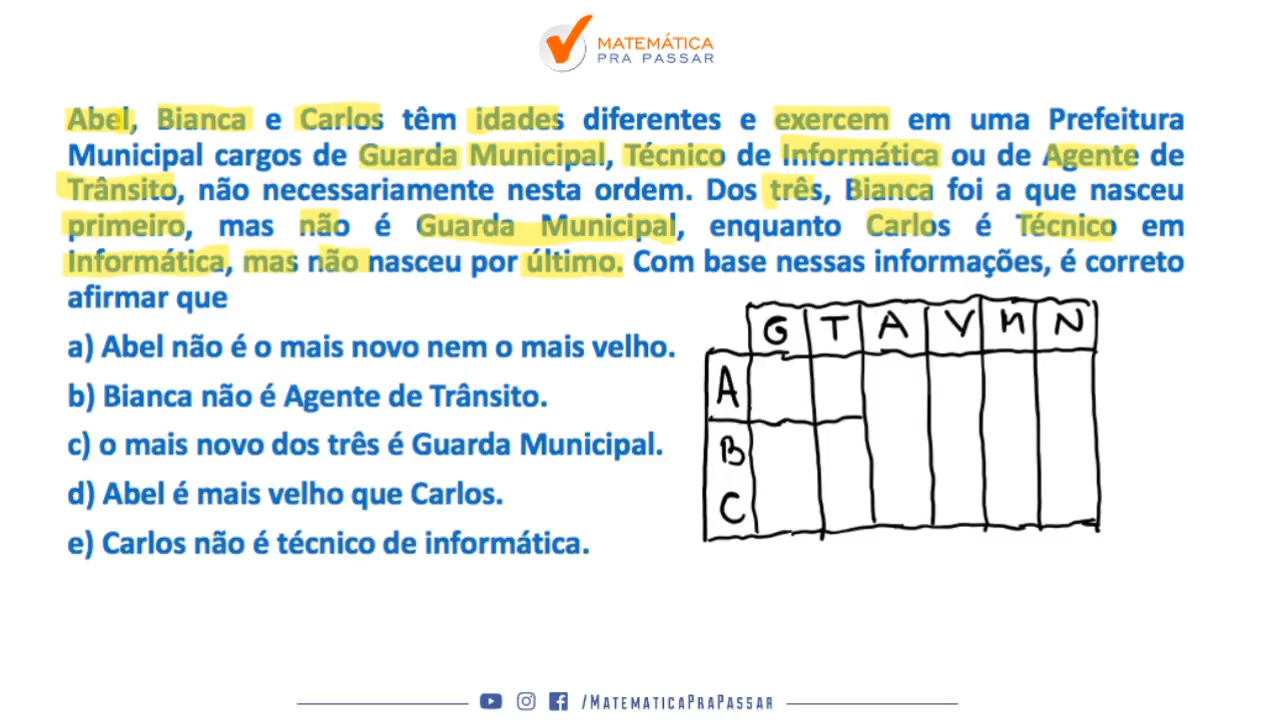 MATEMÁTICA
PRA PASSAR
Abel, Bianca e Carlos têm idades diferentes e exercem em uma Prefeitura
Municipal cargos de Guarda Municipal, Técnico de Informática ou de Agente de
Trânsito, não necessariamente nesta ordem. Dos três, Bianca foi a que nasceu
primeiro, mas não é Guarda Municipal, enquanto Carlos é Técnico em
Informática, mas não nasceu por último. Com base nessas informações, é correto
afirmar que
a) Abel não é o mais novo nem o mais velho.
b) Bianca não é Agente de Trânsito.
c) o mais novo dos três é Guarda Municipal.
d) Abel é mais velho que Carlos.
e) Carlos não é técnico de informática.
G T A V M N
A
B
C
/MATEMATICAPRAPASSAR